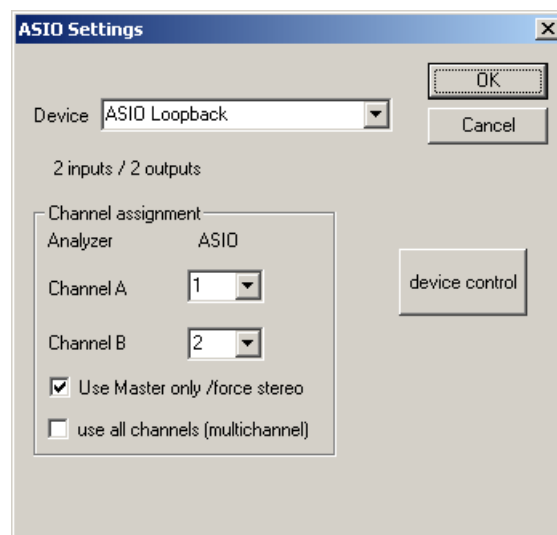 ASIO Settings
OK
Device ASIO Loopback
Cancel
2 inputs / 2 outputs
Channel assignment
Analyzer ASIO
Channel A 1
device control
Channel B 2
Use Master only /force stereo
use all channels (multichannel)